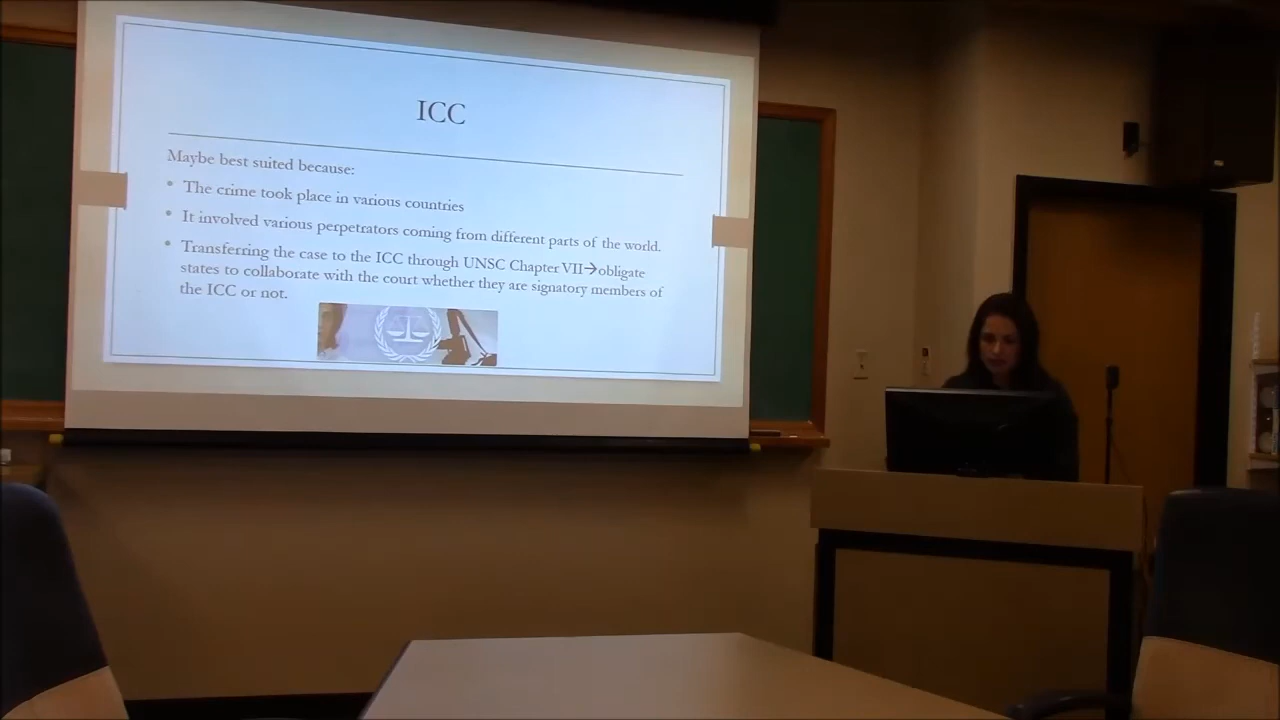 ICC
Maybe best suited because:
• The crime took place in various countries
• It involved various perpetrators coming from different parts of the world.
• Transferring the case to the ICC through UNSC Chapter VII→obligate
states to collaborate with the court whether they are signatory members of
the ICC or not.